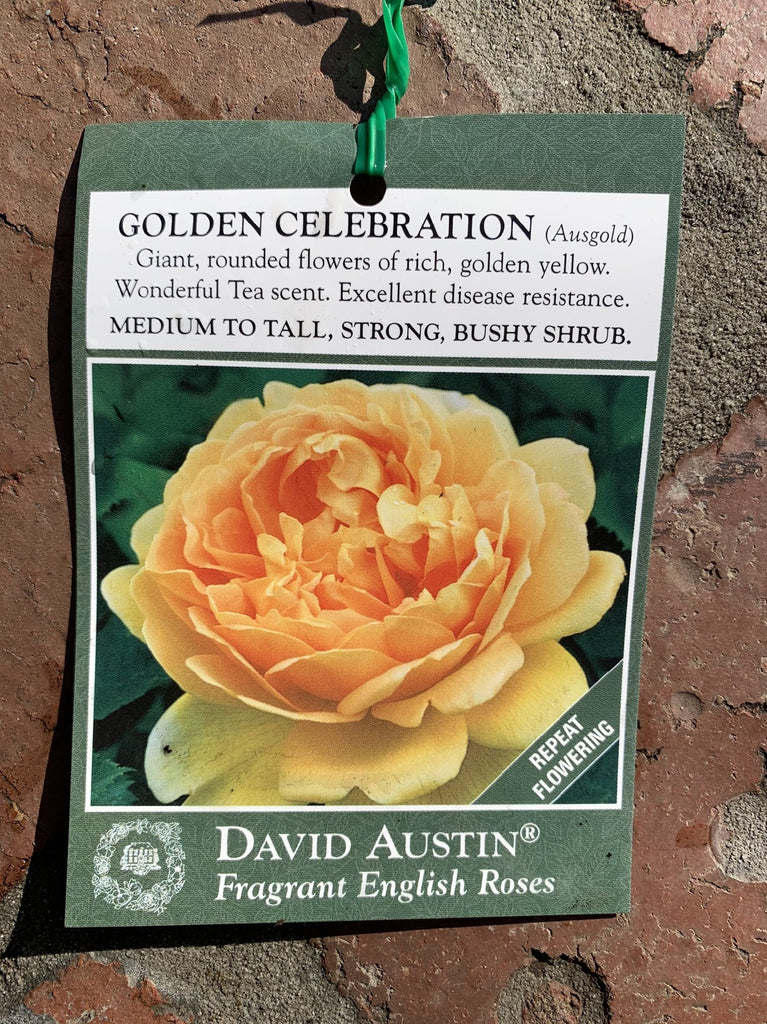 GOLDEN CELEBRATION (Ausgold)
Giant, rounded flowers of rich, golden yellow.
Wonderful Tea scent. Excellent disease resistance.
MEDIUM TO TALL, STRONG, BUSHY SHRUB.
REPEAT
FLOWERING
DAVID AUSTIN®
Fragrant English Roses